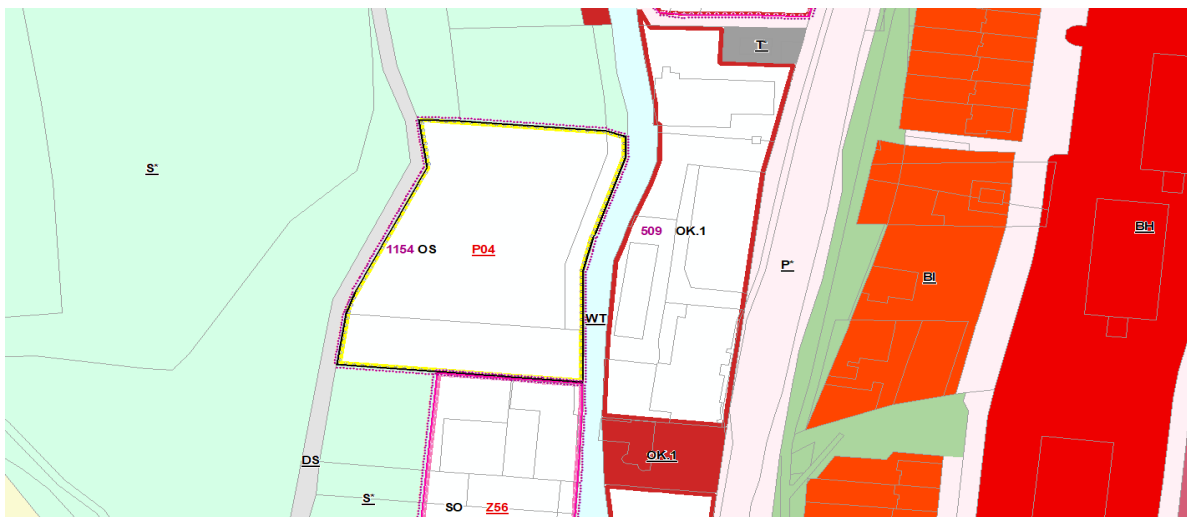 T*
S*
509 OK.1
BH
1154 OS P04
P*
BI
WT
OK.1
DS
S*
SO Z56